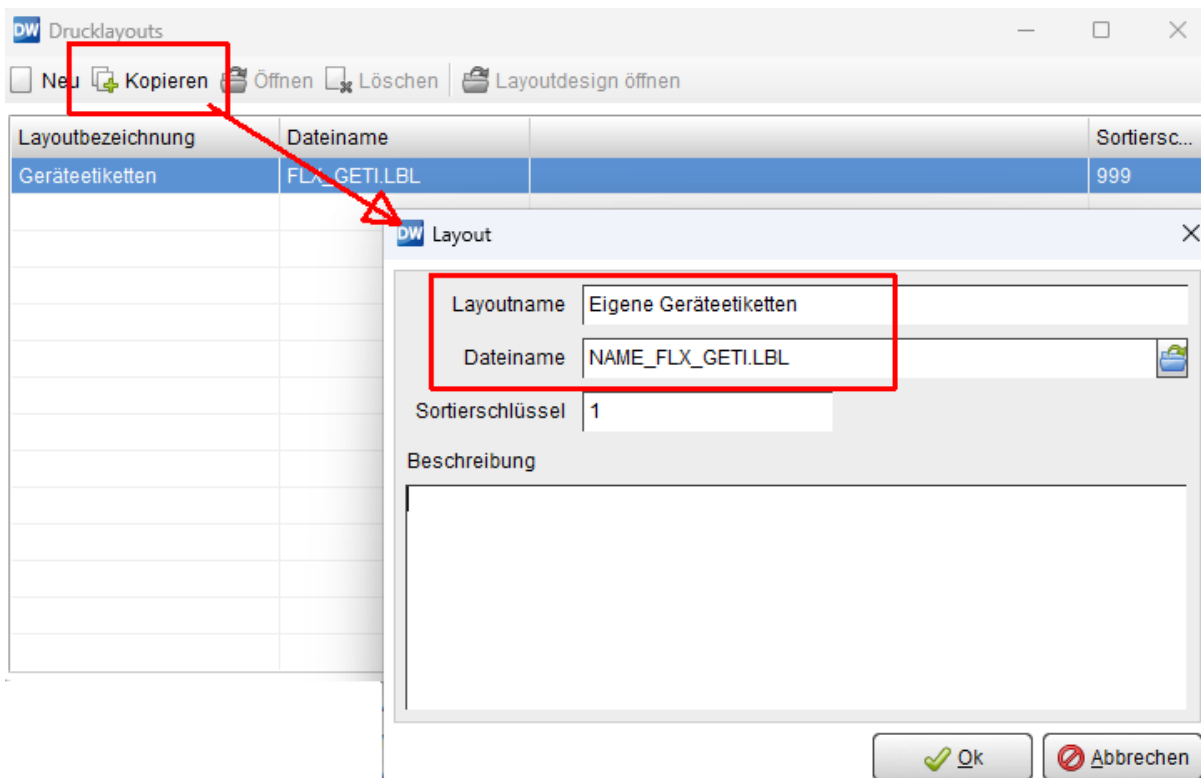 DW Drucklayouts
Neu Kopieren Öffnen Löschen Layoutdesign öffnen
Layoutbezeichnung Dateiname Sortiersc...
Geräteetiketten FLX_GETI.LBL 999
DW Layout
Layoutname Eigene Geräteetiketten
Dateiname NAME_FLX_GETI.LBL
Sortierschlüssel 1
Beschreibung
Ok Abbrechen